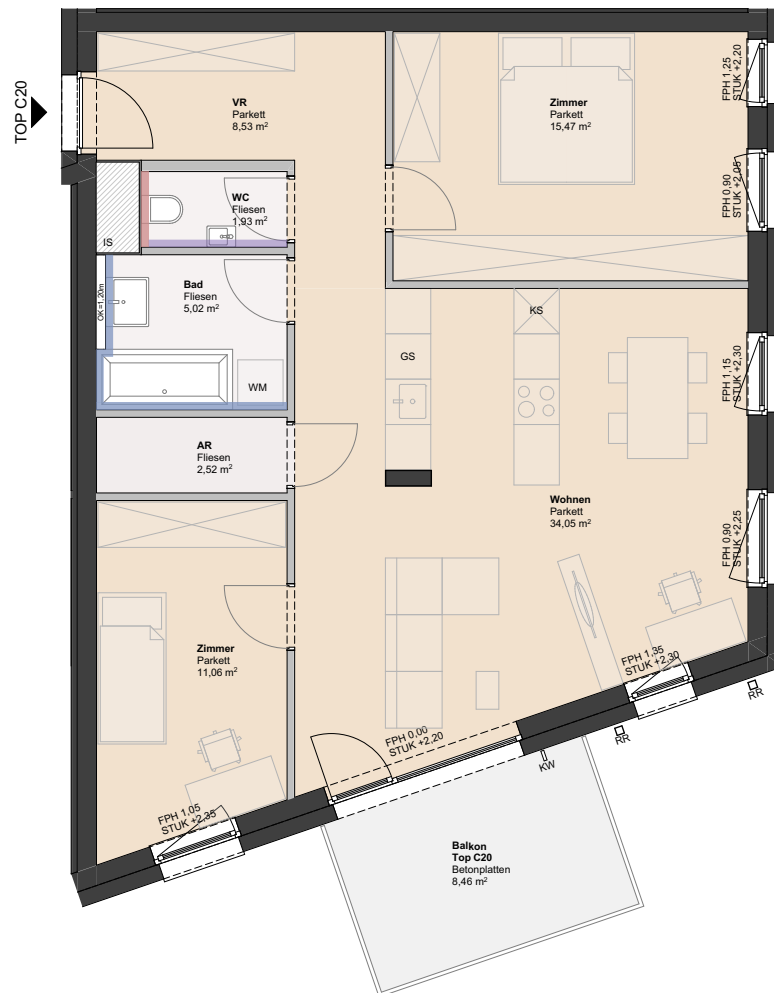 TOP C20
VR
Parkett
8,53 m²
Zimmer
Parkett
15,47 m²
FPH 1,25
STUK +2,20
FPH 0,90
STUK +2,05
WC
Fliesen
1,93 m²
IS
Bad
Fliesen
5,02 m²
OK=1,20m
WM
KS
GS
FPH 1,15
STUK +2,30
AR
Fliesen
2,52 m²
Wohnen
Parkett
34,05 m²
FPH 0,90
STUK +2,25
Zimmer
Parkett
11,06 m²
FPH 1,35
STUK +2,30
RR
RR
FPH 0,00
STUK +2,20
KW
FPH 1,05
STUK +2,35
Balkon
Top C20
Betonplatten
8,46 m²